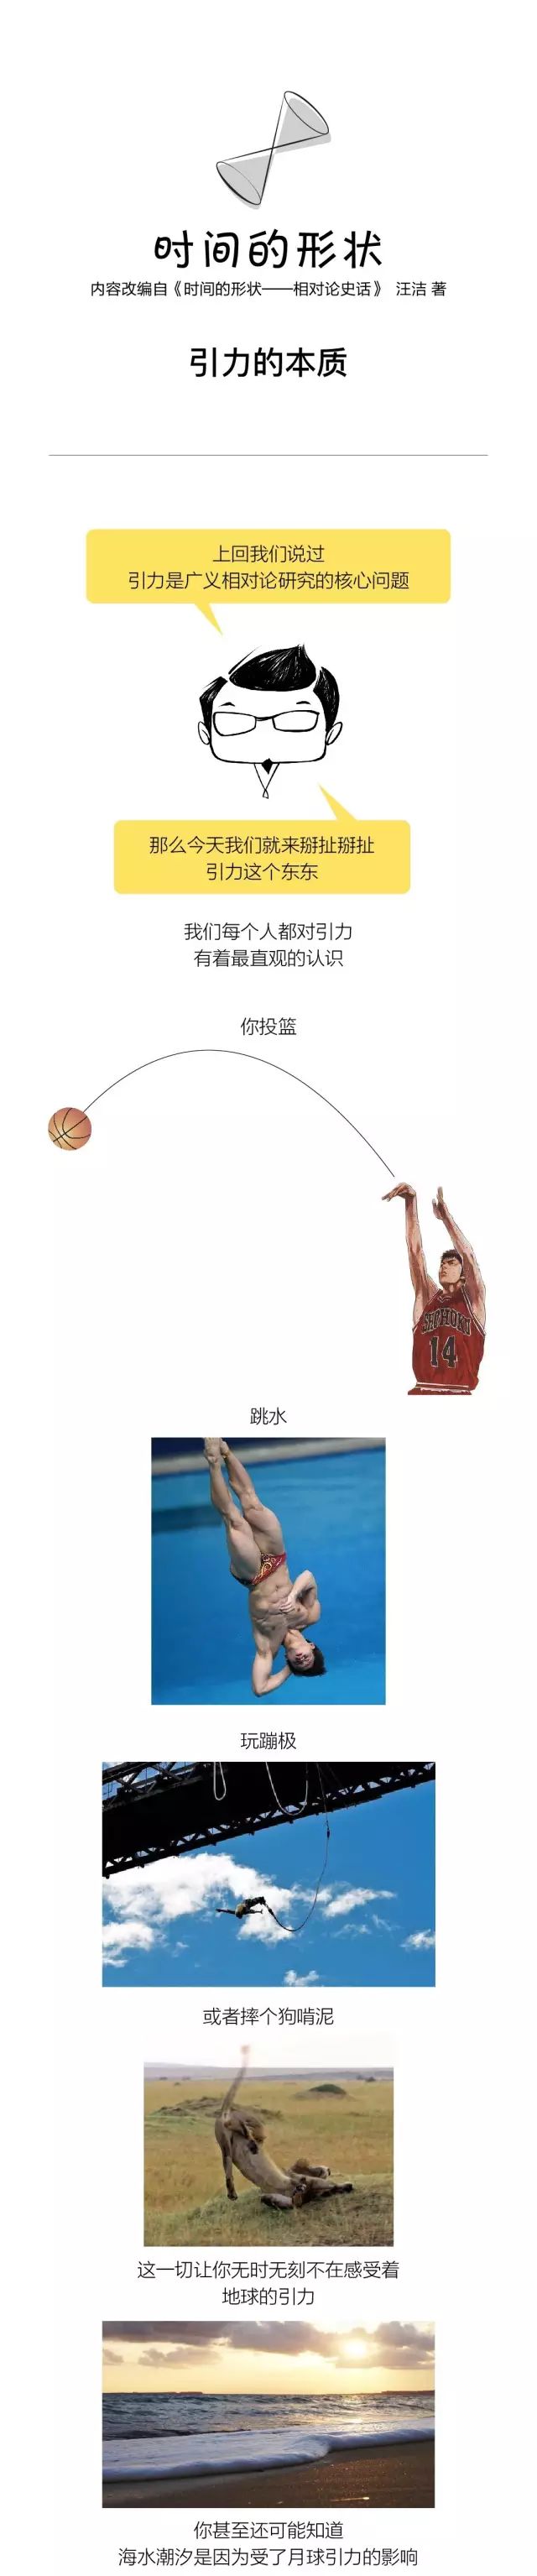 时间的形状
内容改编自《时间的形状——相对论史话》 汪洁 著
引力的本质
上回我们说过
引力是广义相对论研究的核心问题
那么今天我们就来掰扯掰扯
引力这个东东
我们每个人都对引力
有着最直观的认识
你投篮
SHOHOKU
14
跳水
玩蹦极
或者摔个狗啃泥
这一切让你无时无刻不在感受着
地球的引力
你甚至还可能知道
海水潮汐是因为受了月球引力的影响